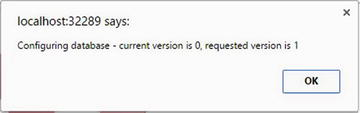 localhost:32289 says:
Configuring database - current version is 0, requested version is 1
OK